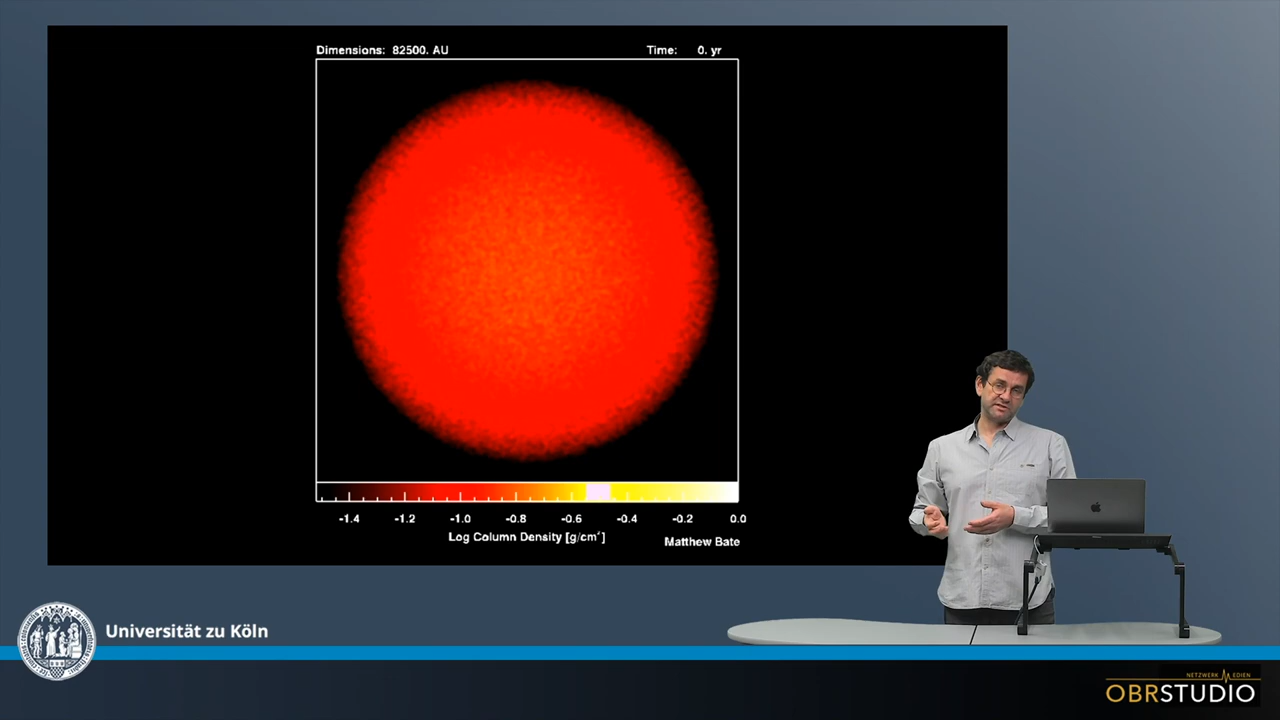 Dimensions: 82500. AU
Time: 0. yr
-1.4 -1.2 -1.0 -0.8 -0.6 -0.4 -0.2 0.0
Log Column Density [g/cm²]
Matthew Bate
Universität zu Köln
NETZWERK MEDIEN
OBRSTUDIO